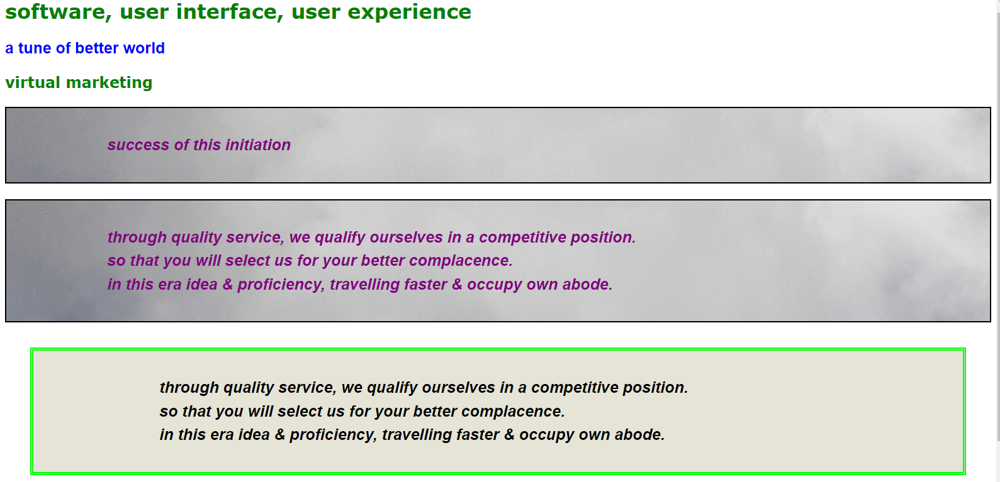 software, user interface, user experience
a tune of better world
virtual marketing
success of this initiation
through quality service, we qualify ourselves in a competitive position.
so that you will select us for your better complacence.
in this era idea & proficiency, travelling faster & occupy own abode.
through quality service, we qualify ourselves in a competitive position.
so that you will select us for your better complacence.
in this era idea & proficiency, travelling faster & occupy own abode.